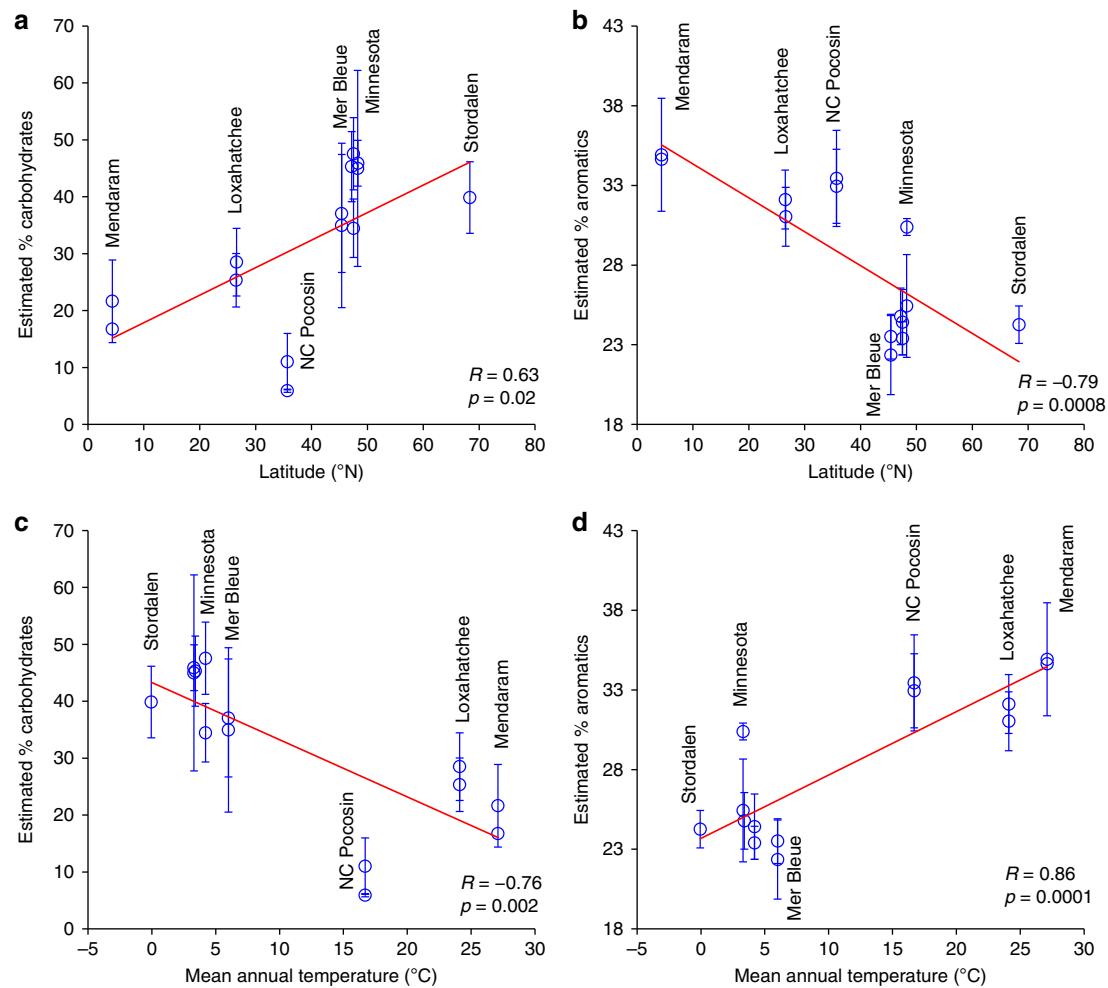 a
70
60
50
40
30
20
10
0
Estimated % carbohydrates
Mendaram
Loxahatchee
NC Pocosin
Mer Bleue
Minnesota
Stordalen
R = 0.63
p = 0.02
0 10 20 30 40 50 60 70 80
Latitude (°N)
b
43
38
33
28
23
18
Estimated % aromatics
Mendaram
Loxahatchee
NC Pocosin
Mer Bleue
Minnesota
Stordalen
R = −0.79
p = 0.0008
0 10 20 30 40 50 60 70 80
Latitude (°N)
c
70
60
50
40
30
20
10
0
Estimated % carbohydrates
Stordalen
Minnesota
Mer Bleue
NC Pocosin
Loxahatchee
Mendaram
R = −0.76
p = 0.002
−5 0 5 10 15 20 25 30
Mean annual temperature (°C)
d
43
38
33
28
23
18
Estimated % aromatics
Stordalen
Minnesota
Mer Bleue
NC Pocosin
Loxahatchee
Mendaram
R = 0.86
p = 0.0001
−5 0 5 10 15 20 25 30
Mean annual temperature (°C)